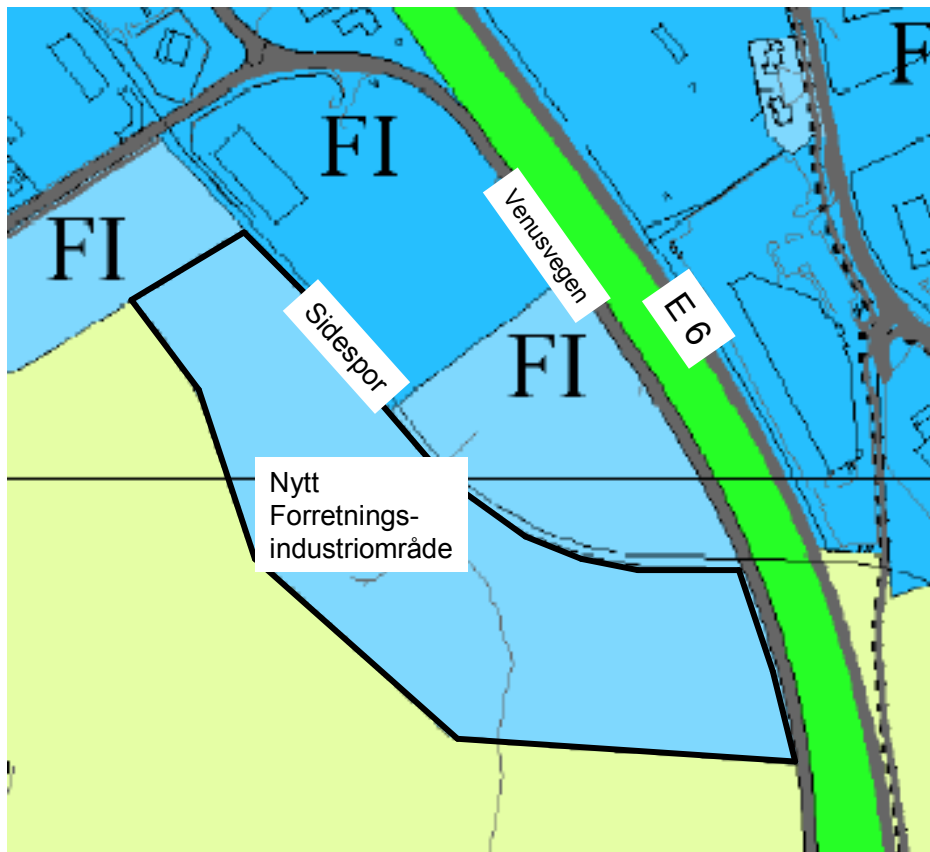 F
FI
Venusvegen
FI
E 6
Sidespor
FI
Nytt
Forretnings-
industriområde